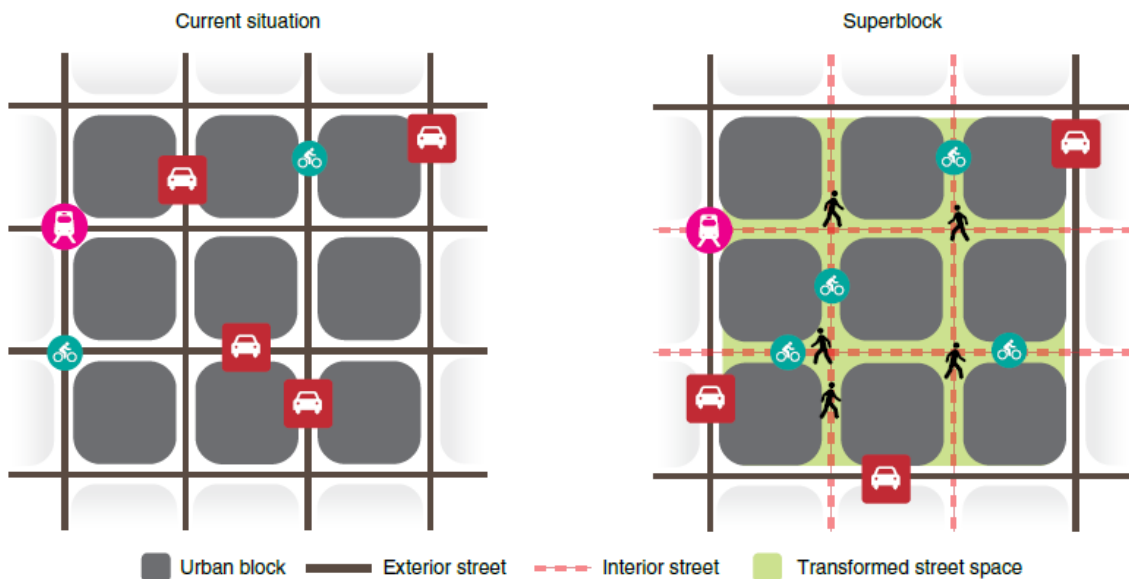 Current situation
Superblock
Urban block
Exterior street
Interior street
Transformed street space